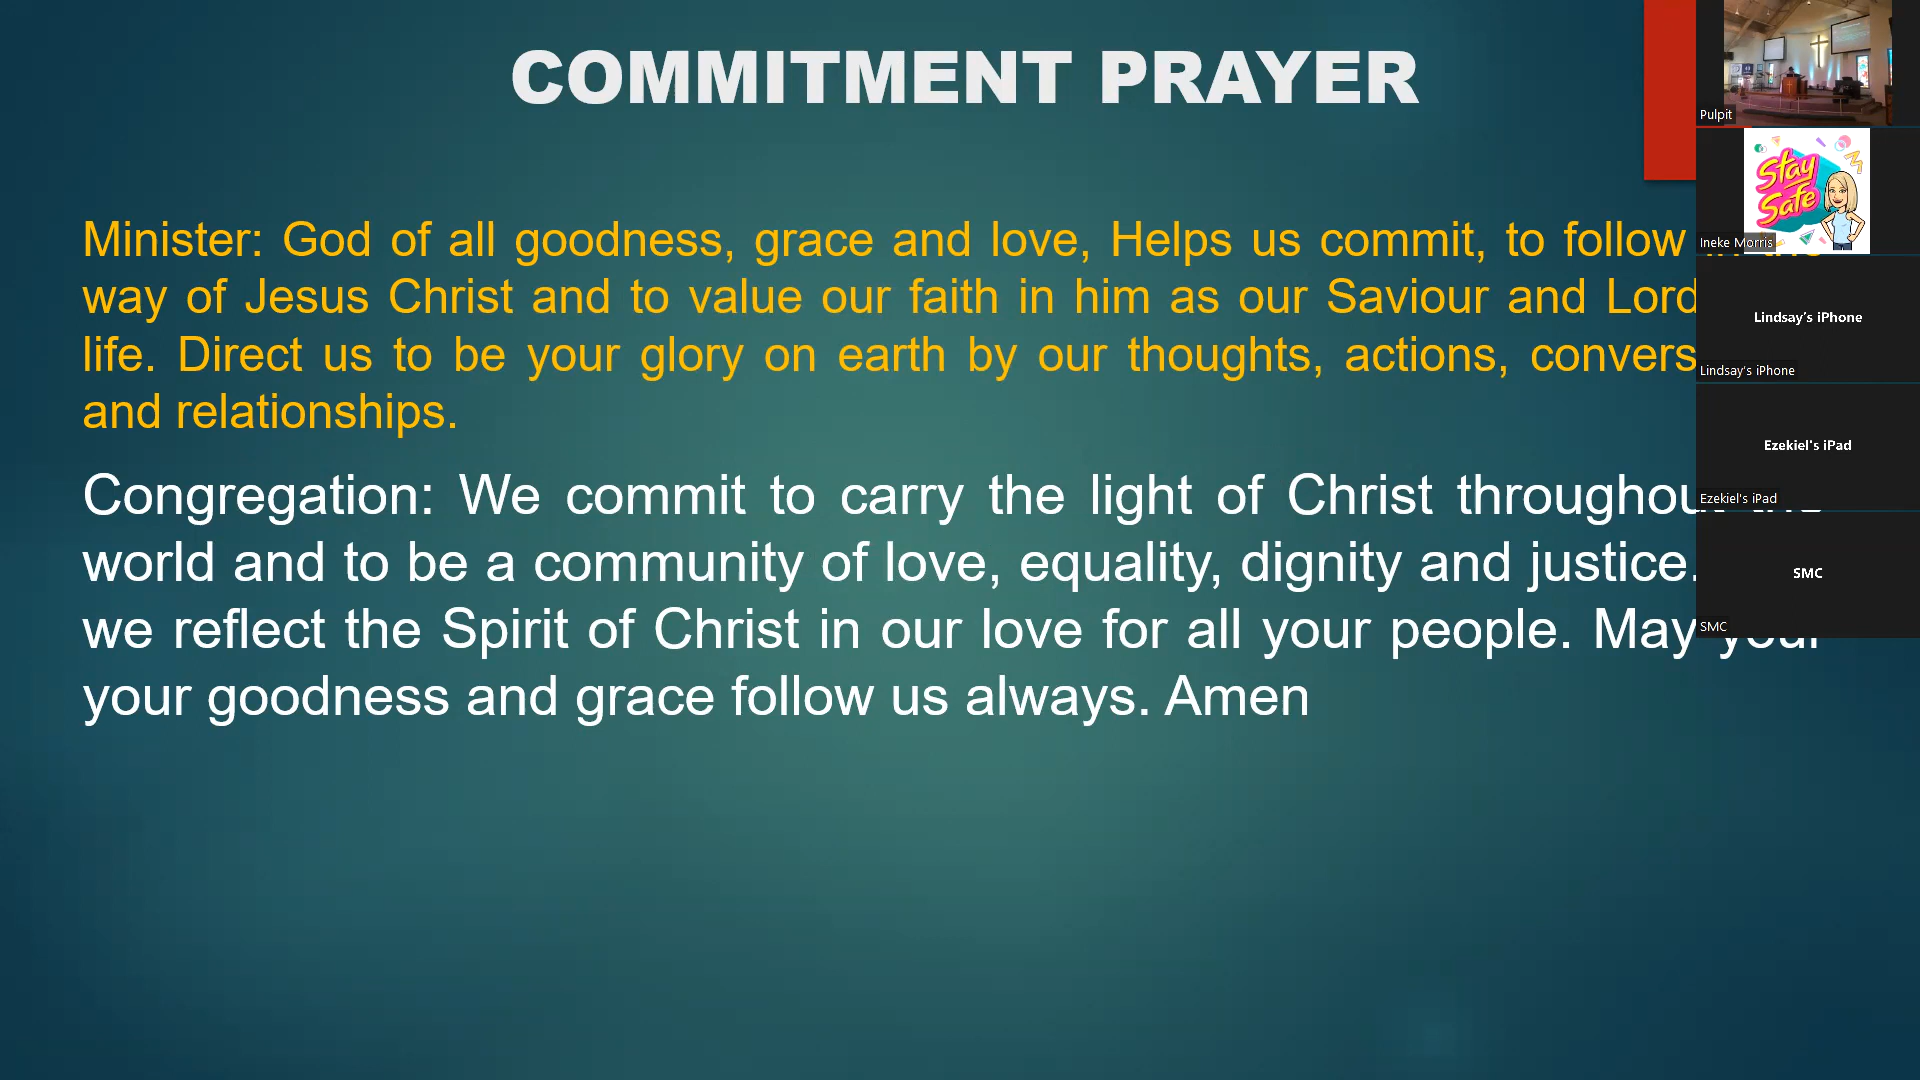 COMMITMENT PRAYER
Minister: God of all goodness, grace and love, Helps us commit, to follow in the
way of Jesus Christ and to value our faith in him as our Saviour and Lord
life. Direct us to be your glory on earth by our thoughts, actions, convers
and relationships.
Congregation: We commit to carry the light of Christ throughout the
world and to be a community of love, equality, dignity and justice.
we reflect the Spirit of Christ in our love for all your people. May your
your goodness and grace follow us always. Amen
Pulpit
Stay
Safe
Ineke Morris
Lindsay's iPhone
Lindsay's iPhone
Ezekiel's iPad
Ezekiel's iPad
SMC
SMC